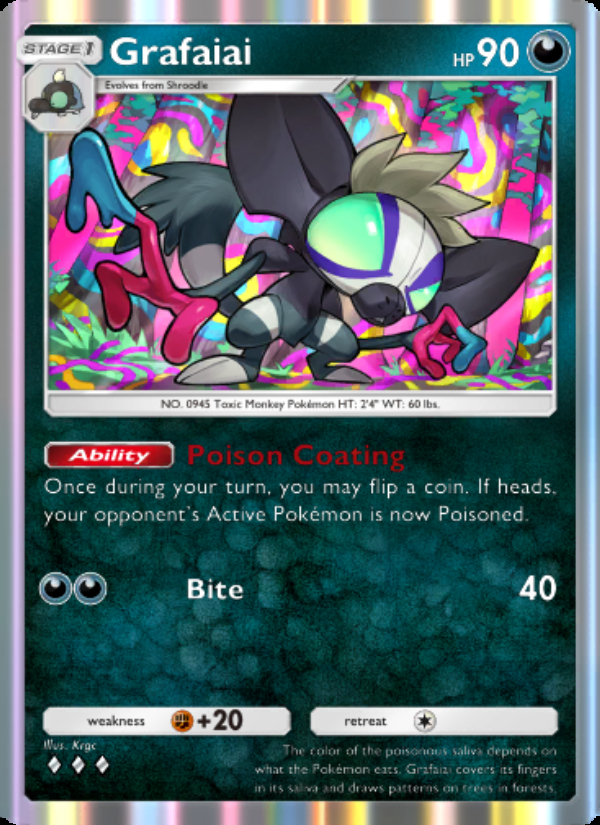 STAGE 1
Grafaiai
HP 90
Evolves from Shroodle
NO. 0945 Toxic Monkey Pokémon HT: 2'4" WT: 60 lbs.
Ability Poison Coating
Once during your turn, you may flip a coin. If heads,
your opponent's Active Pokémon is now Poisoned.
Bite 40
weakness +20 retreat
Illus. Krgc
The color of the poisonous saliva depends on
what the Pokémon eats. Grafaiai covers its fingers
in its saliva and draws patterns on trees in forests.